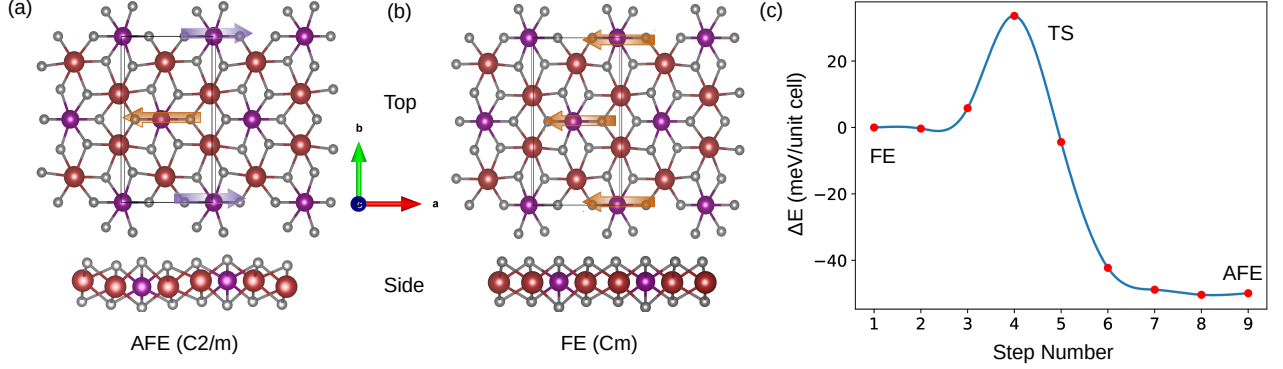 (a)
(b)
(c)
Top
b
a
c
Side
AFE (C2/m)
FE (Cm)
ΔE (meV/unit cell)
20
0
−20
−40
FE
TS
AFE
1 2 3 4 5 6 7 8 9
Step Number